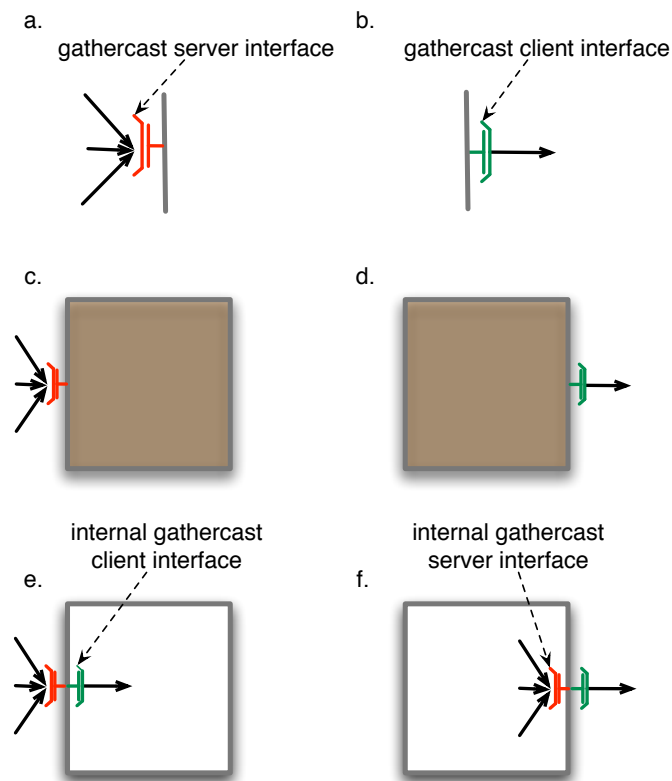 a.
gathercast server interface
b.
gathercast client interface
c.
d.
internal gathercast
client interface
e.
internal gathercast
server interface
f.